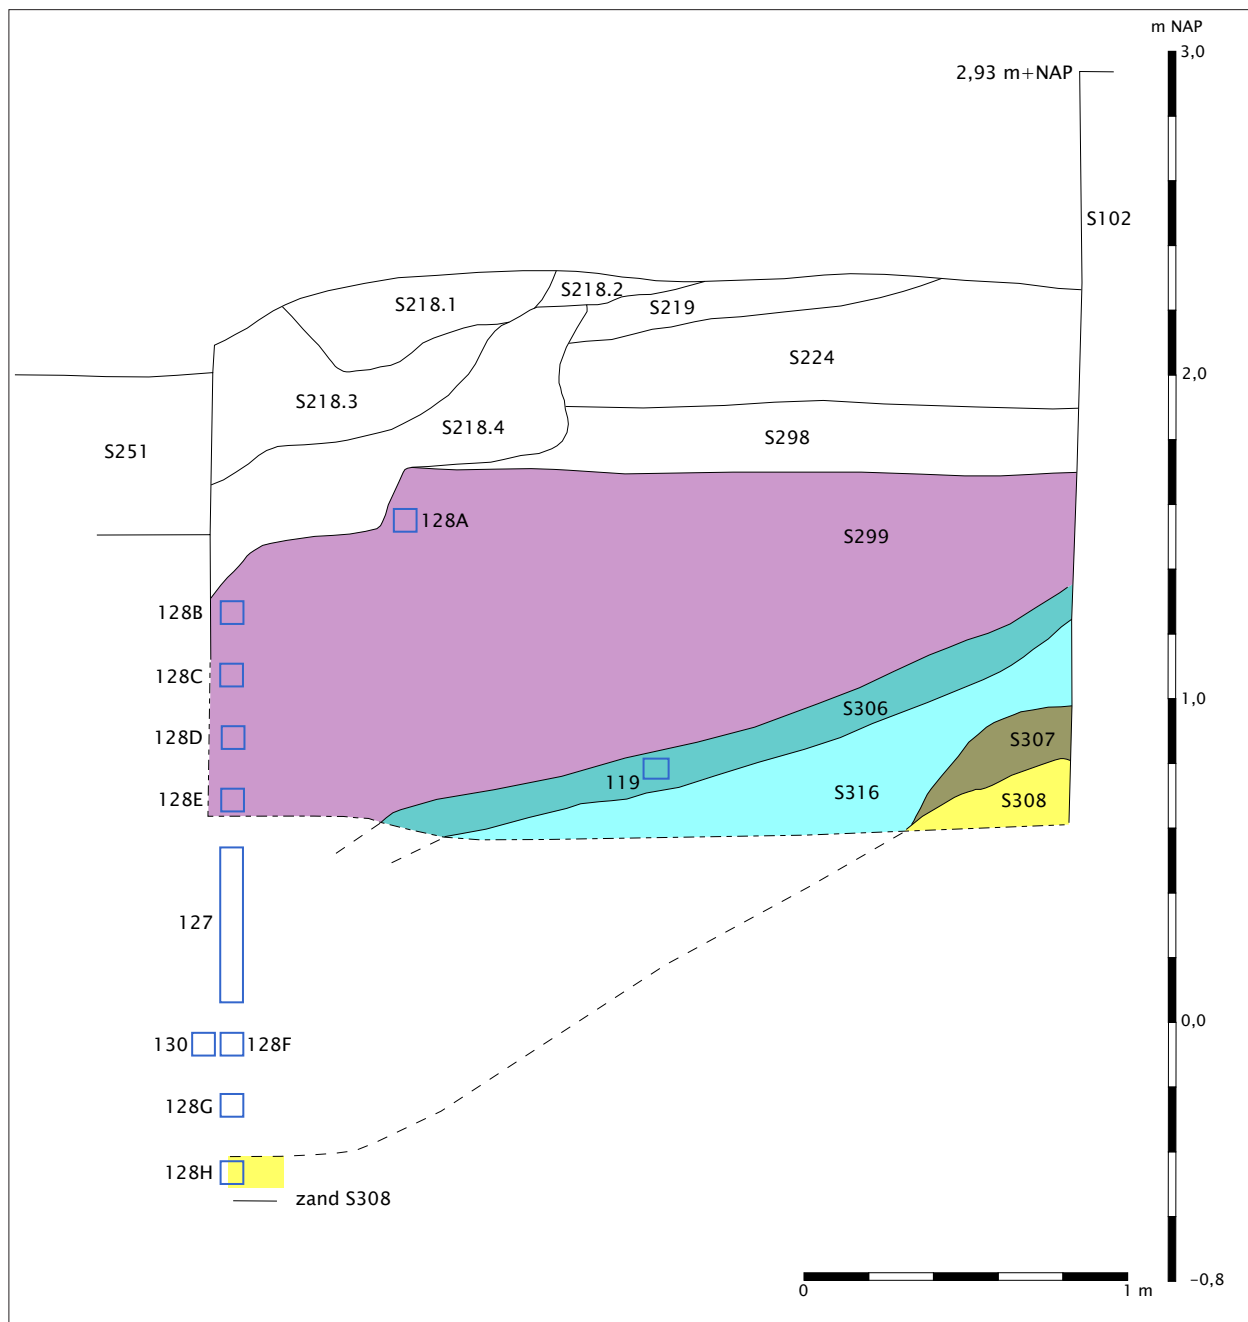 m NAP
3,0
2,93 m+NAP
S102
S218.2
S218.1
S219
S224
2,0
S218.3
S218.4
S298
S251
128A
S299
128B
128C
1,0
S306
128D
S307
119
S316
128E
S308
127
0,0
130
128F
128G
128H
zand S308
-0,8
0
1 m